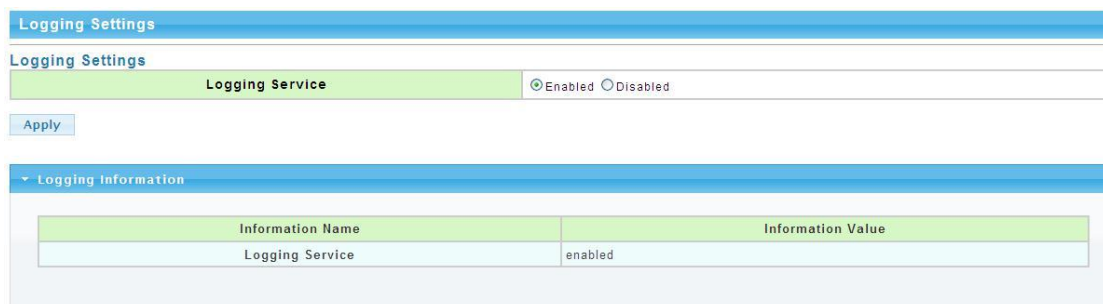 Logging Settings
Logging Settings
Logging Service Enabled Disabled
Apply
Logging Information
Information Name Information Value
Logging Service enabled